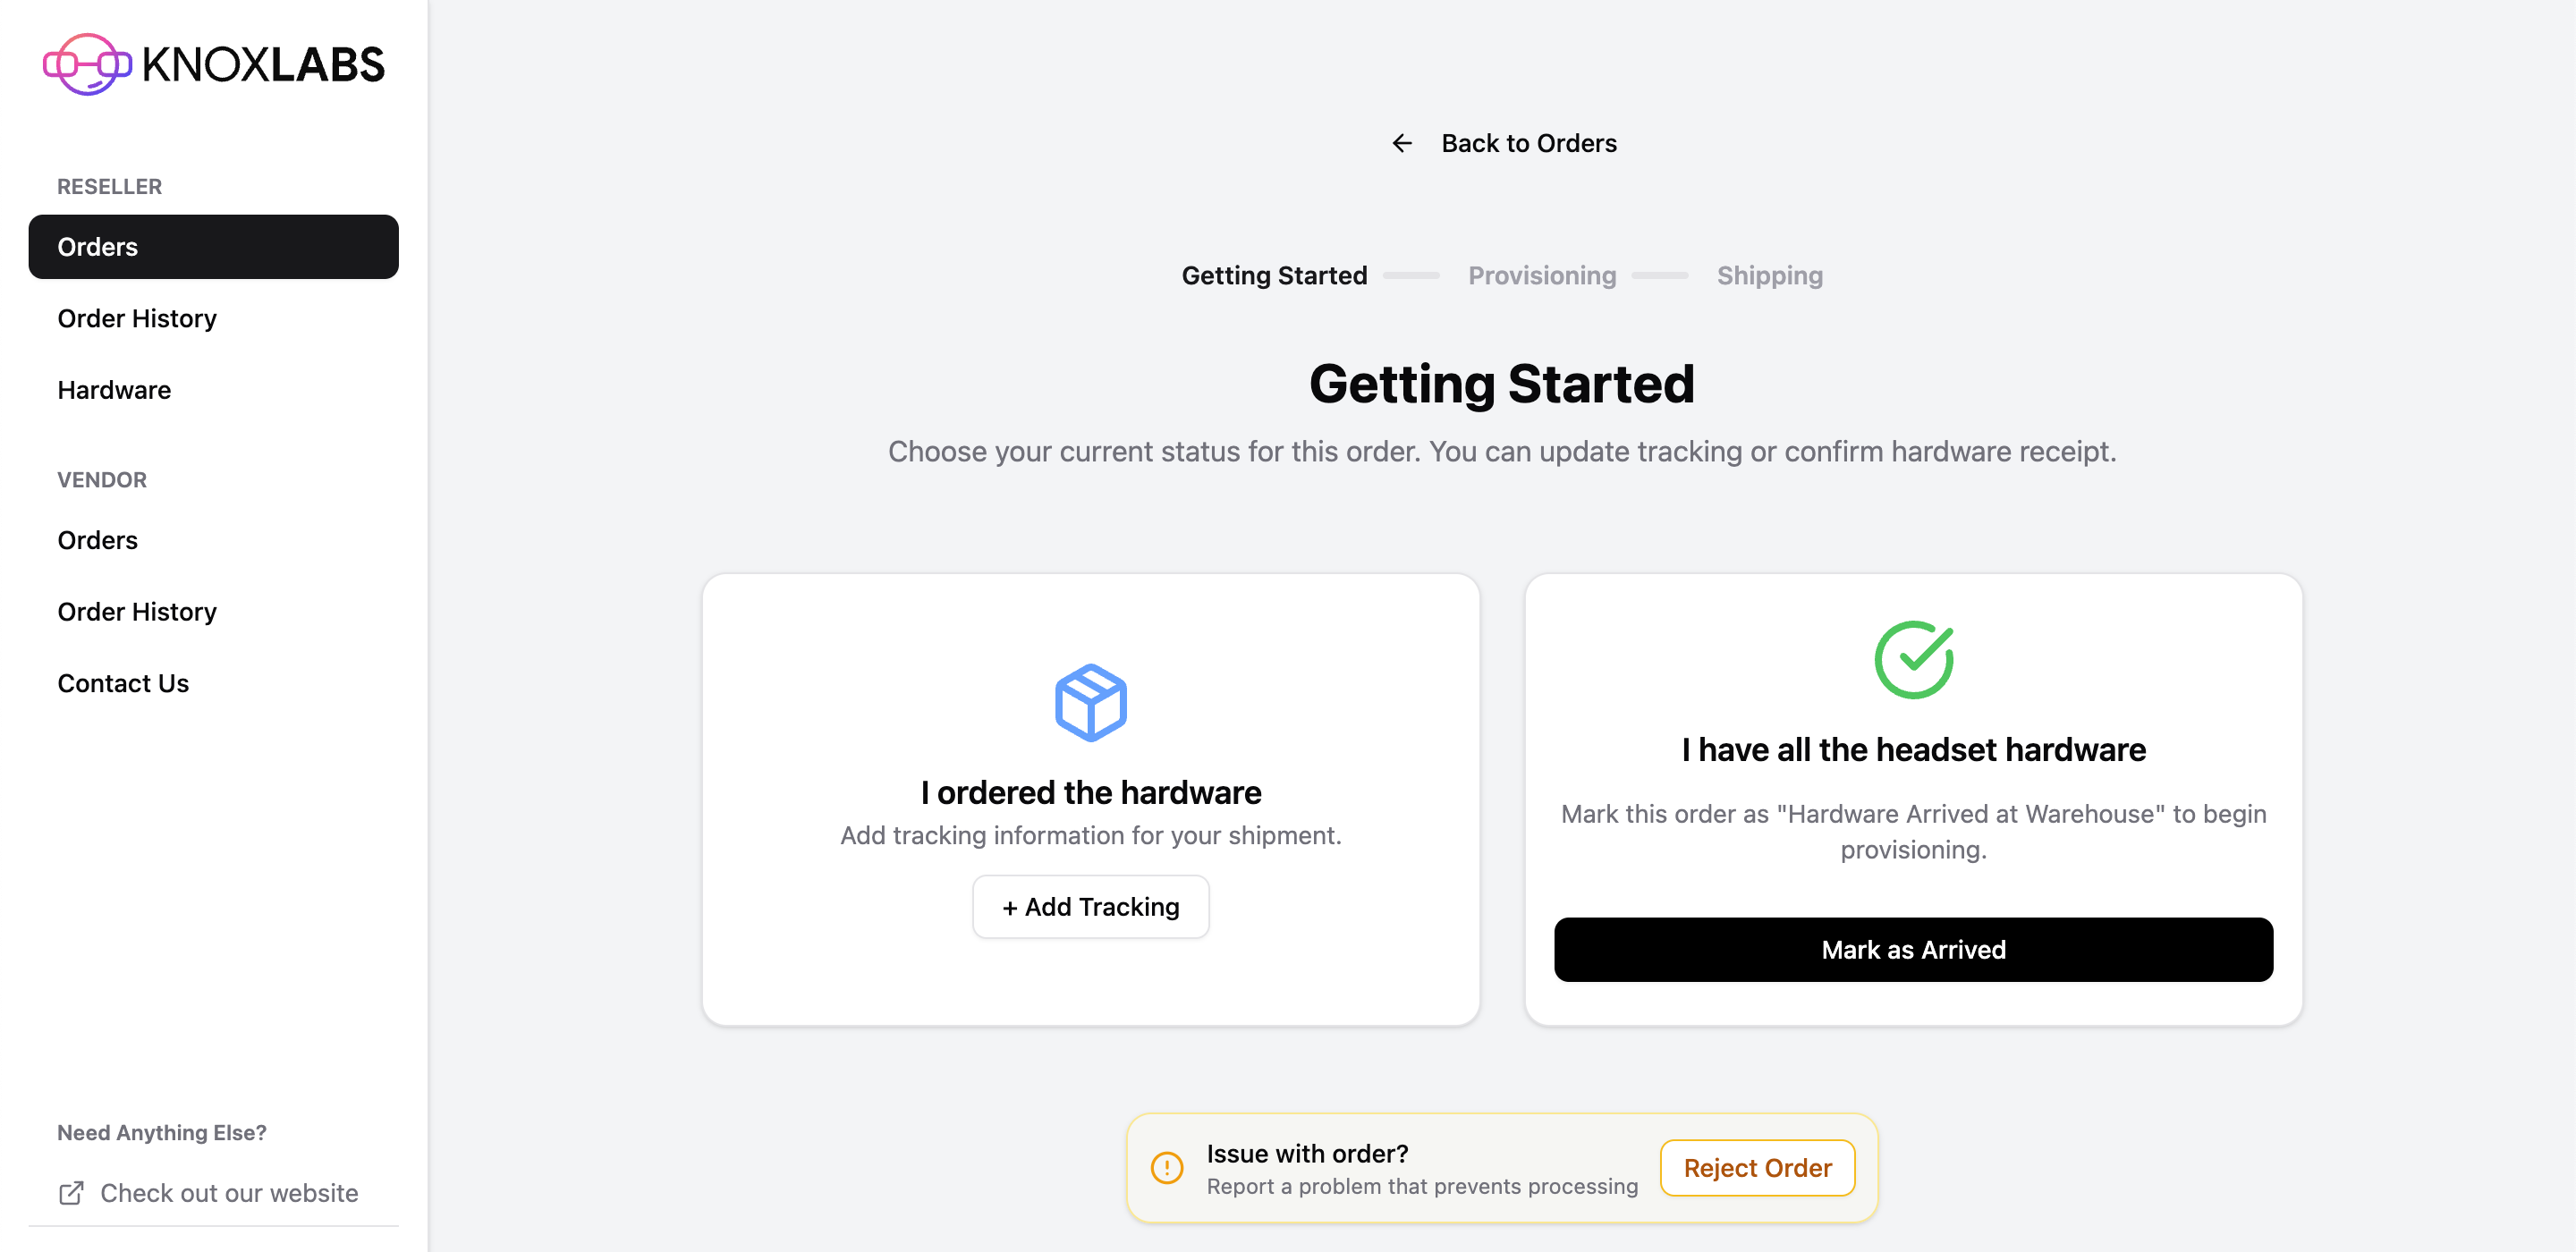 KNOXLABS
RESELLER
Orders
Order History
Hardware
VENDOR
Orders
Order History
Contact Us
Need Anything Else?
Check out our website
Back to Orders
Getting Started
Provisioning
Shipping
Getting Started
Choose your current status for this order. You can update tracking or confirm hardware receipt.
I ordered the hardware
Add tracking information for your shipment.
+ Add Tracking
I have all the headset hardware
Mark this order as "Hardware Arrived at Warehouse" to begin
provisioning.
Mark as Arrived
Issue with order?
Report a problem that prevents processing
Reject Order